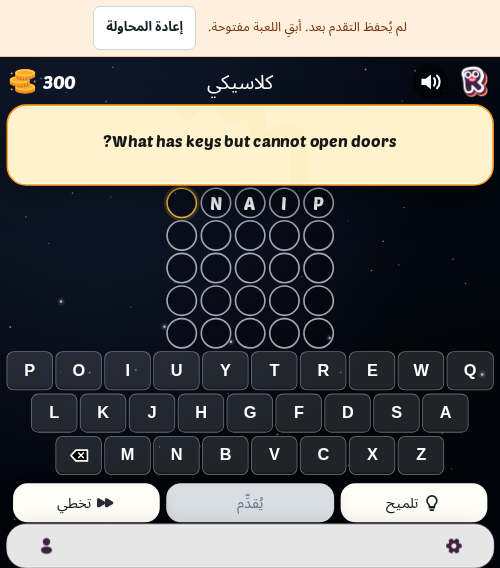 لم يُحفظ التقدم بعد. أبقِ اللعبة مفتوحة. إعادة المحاولة
كلاسيكي
300
?What has keys but cannot open doors
N A I P
P O I U Y T R E W Q
L K J H G F D S A
M N B V C X Z
تلميح
يُقدِّم
تخطي